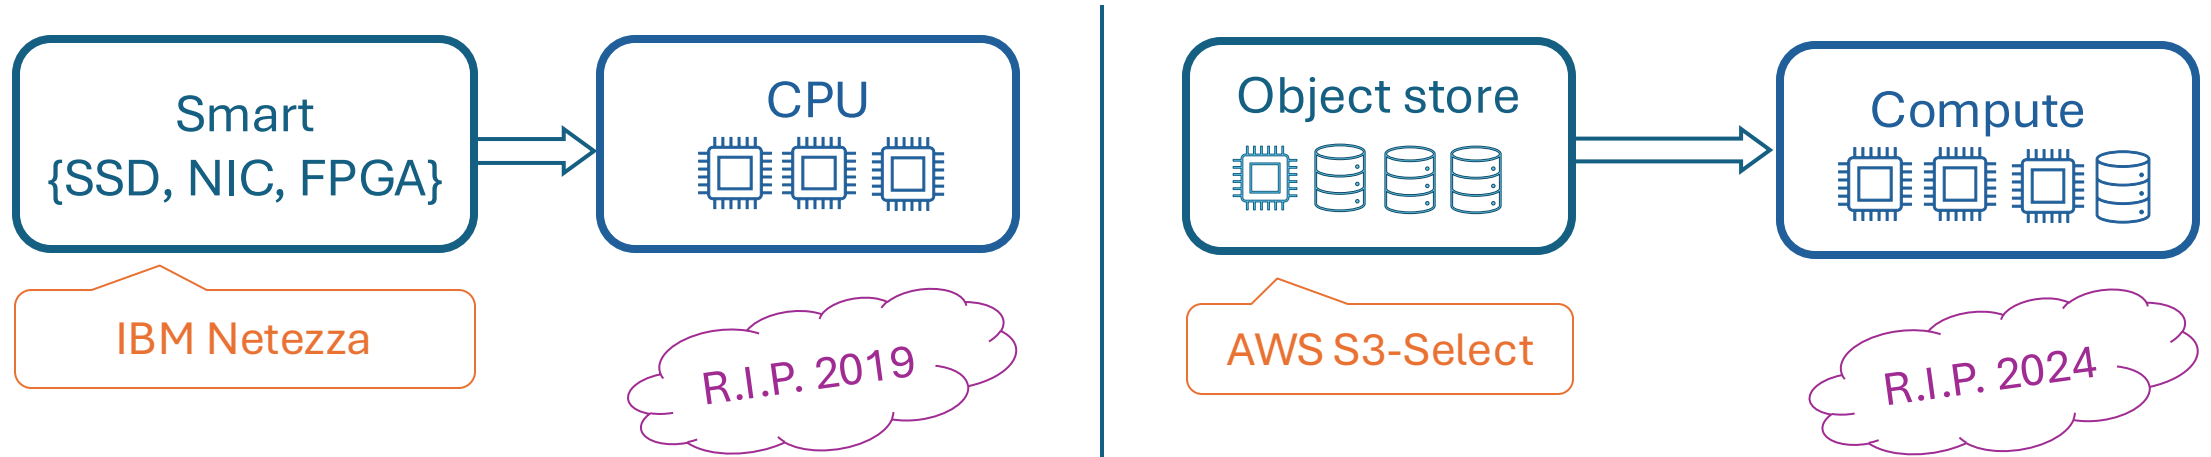 Smart
{SSD, NIC, FPGA}
CPU
IBM Netezza
R.I.P. 2019
Object store
Compute
AWS S3-Select
R.I.P. 2024